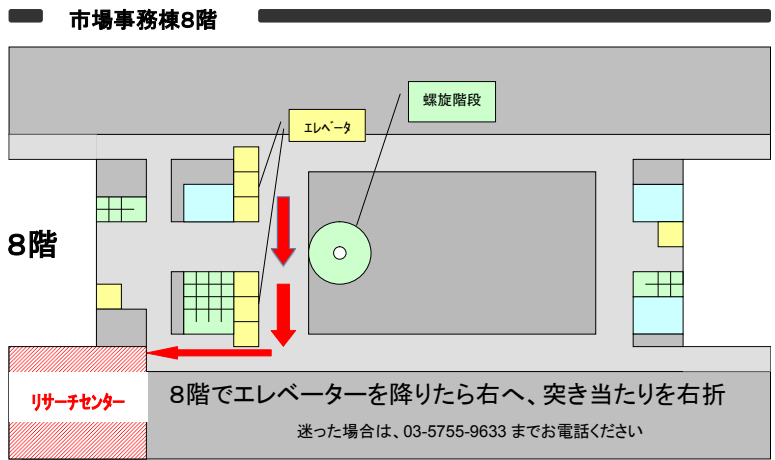 市場事務棟8階
螺旋階段
エレベータ
8階
リサーチセンター
8階でエレベーターを降りたら右へ、突き当たりを右折
迷った場合は、03-5755-9633 までお電話ください